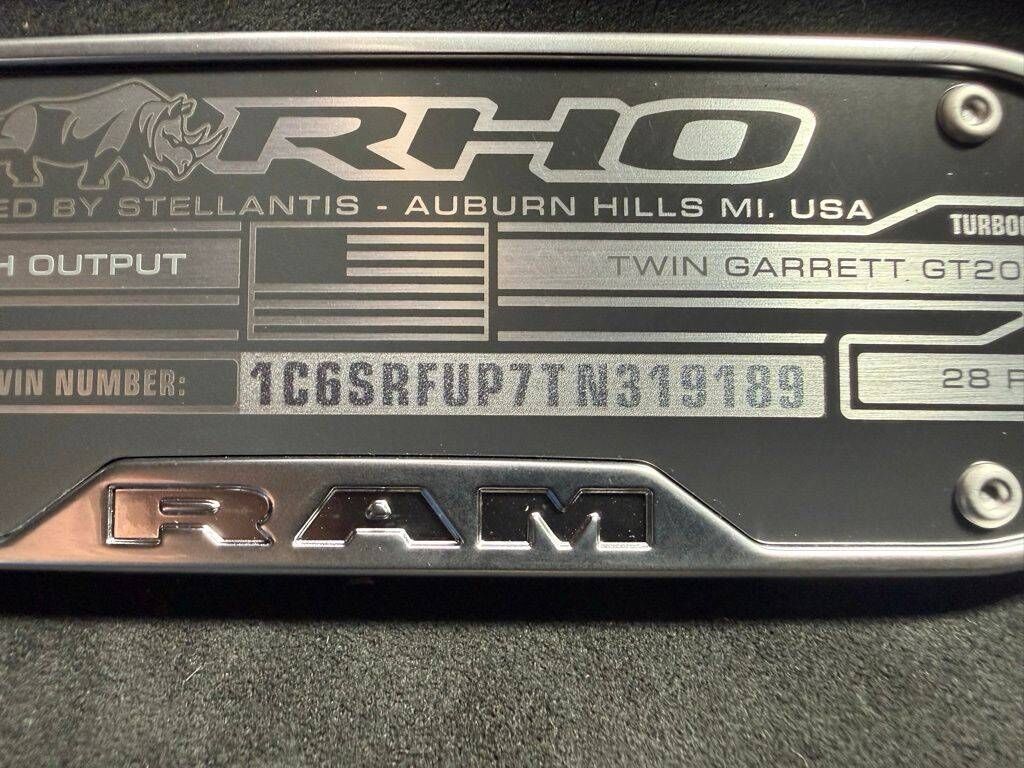 RHO
ED BY STELLANTIS - AUBURN HILLS MI. USA
TURBO
H OUTPUT
TWIN GARRETT GT20
VIN NUMBER:
1C6SRFUP7TN319189
28
RAM